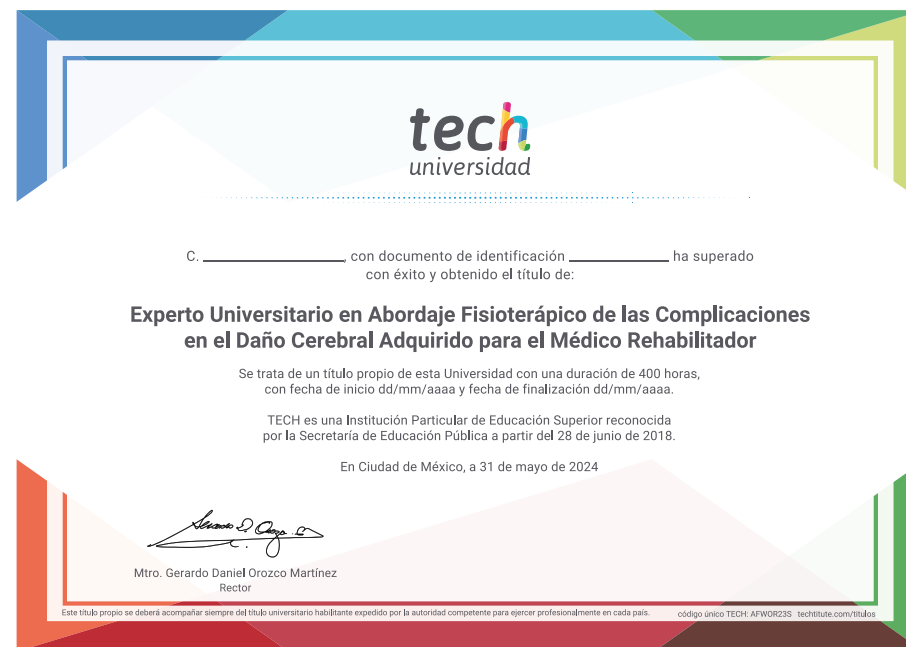 tech
universidad
C. ____________________, con documento de identificación ______________ ha superado
con éxito y obtenido el título de:
Experto Universitario en Abordaje Fisioterápico de las Complicaciones
en el Daño Cerebral Adquirido para el Médico Rehabilitador
Se trata de un título propio de esta Universidad con una duración de 400 horas,
con fecha de inicio dd/mm/aaaa y fecha de finalización dd/mm/aaaa.
TECH es una Institución Particular de Educación Superior reconocida
por la Secretaría de Educación Pública a partir del 28 de junio de 2018.
En Ciudad de México, a 31 de mayo de 2024
Mtro. Gerardo Daniel Orozco Martínez
Rector
Este título propio se deberá acompañar siempre del título universitario habilitante expedido por la autoridad competente para ejercer profesionalmente en cada país.
código único TECH: AFWOR23S techtitute.com/titulos